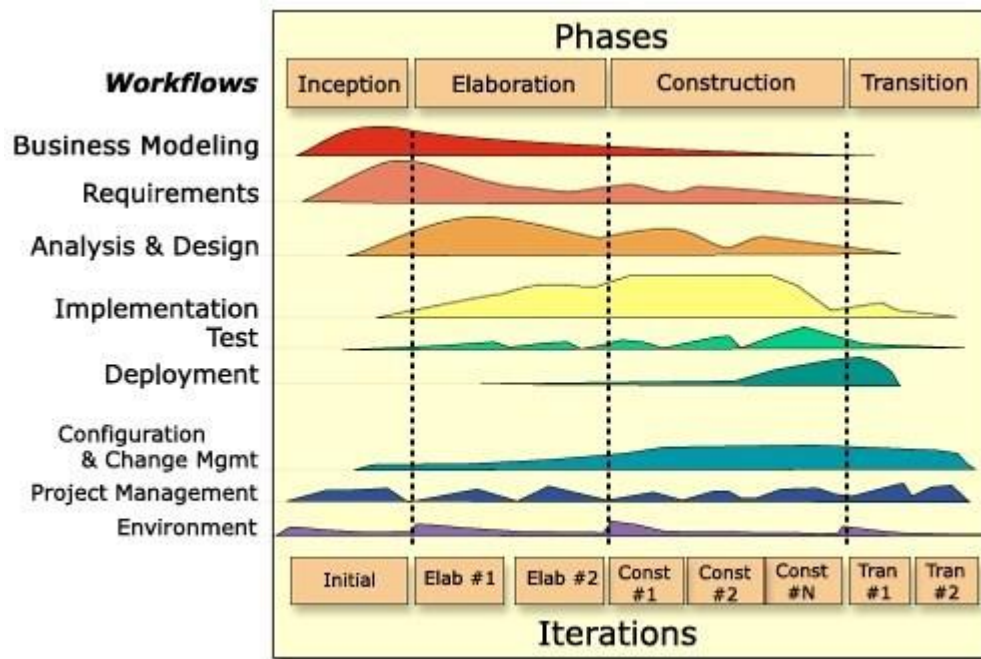 Phases
Workflows
Inception
Elaboration
Construction
Transition
Business Modeling
Requirements
Analysis & Design
Implementation
Test
Deployment
Configuration
& Change Mgmt
Project Management
Environment
Initial
Elab #1
Elab #2
Const
#1
Const
#2
Const
#N
Tran
#1
Tran
#2
Iterations